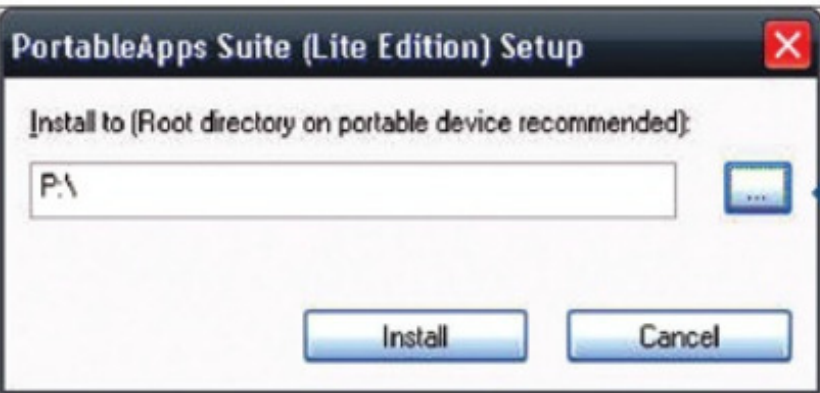 PortableApps Suite (Lite Edition) Setup
Install to (Root directory on portable device recommended):
P:\
...
Install
Cancel